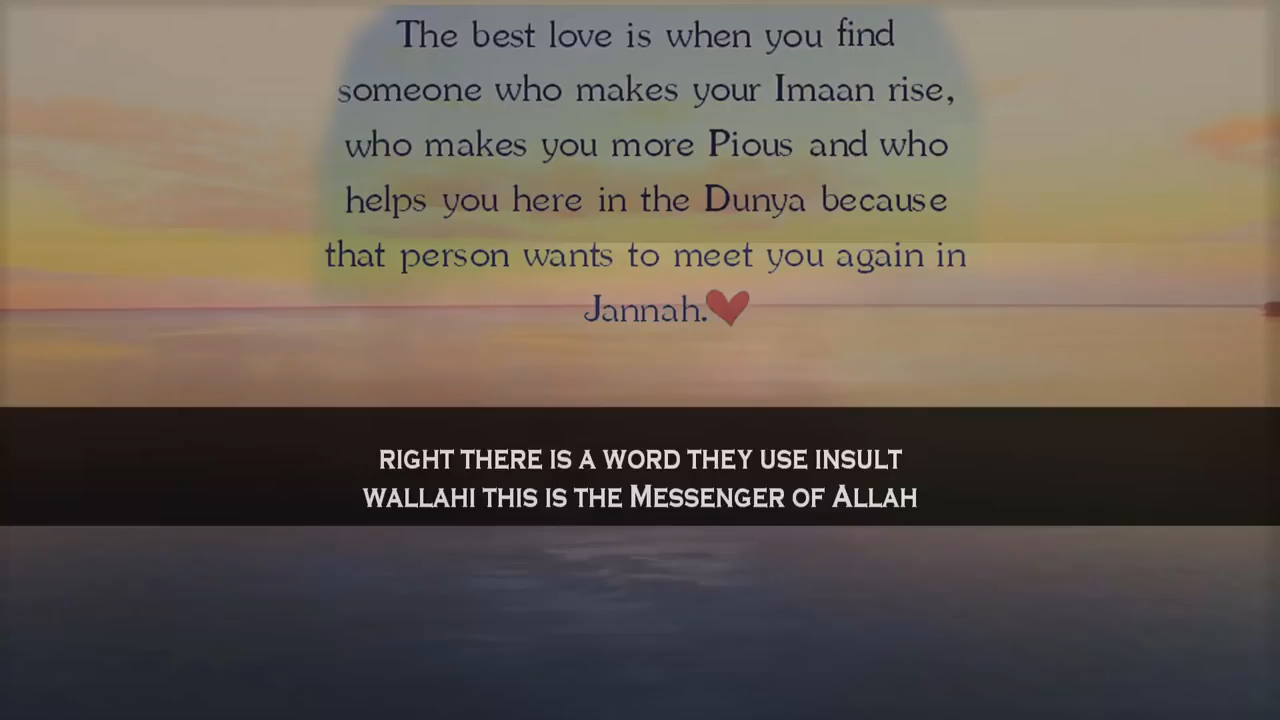 The best love is when you find
someone who makes your Imaan rise,
who makes you more Pious and who
helps you here in the Dunya because
that person wants to meet you again in
Jannah.❤
RIGHT THERE IS A WORD THEY USE INSULT
WALLAHI THIS IS THE MESSENGER OF ALLAH